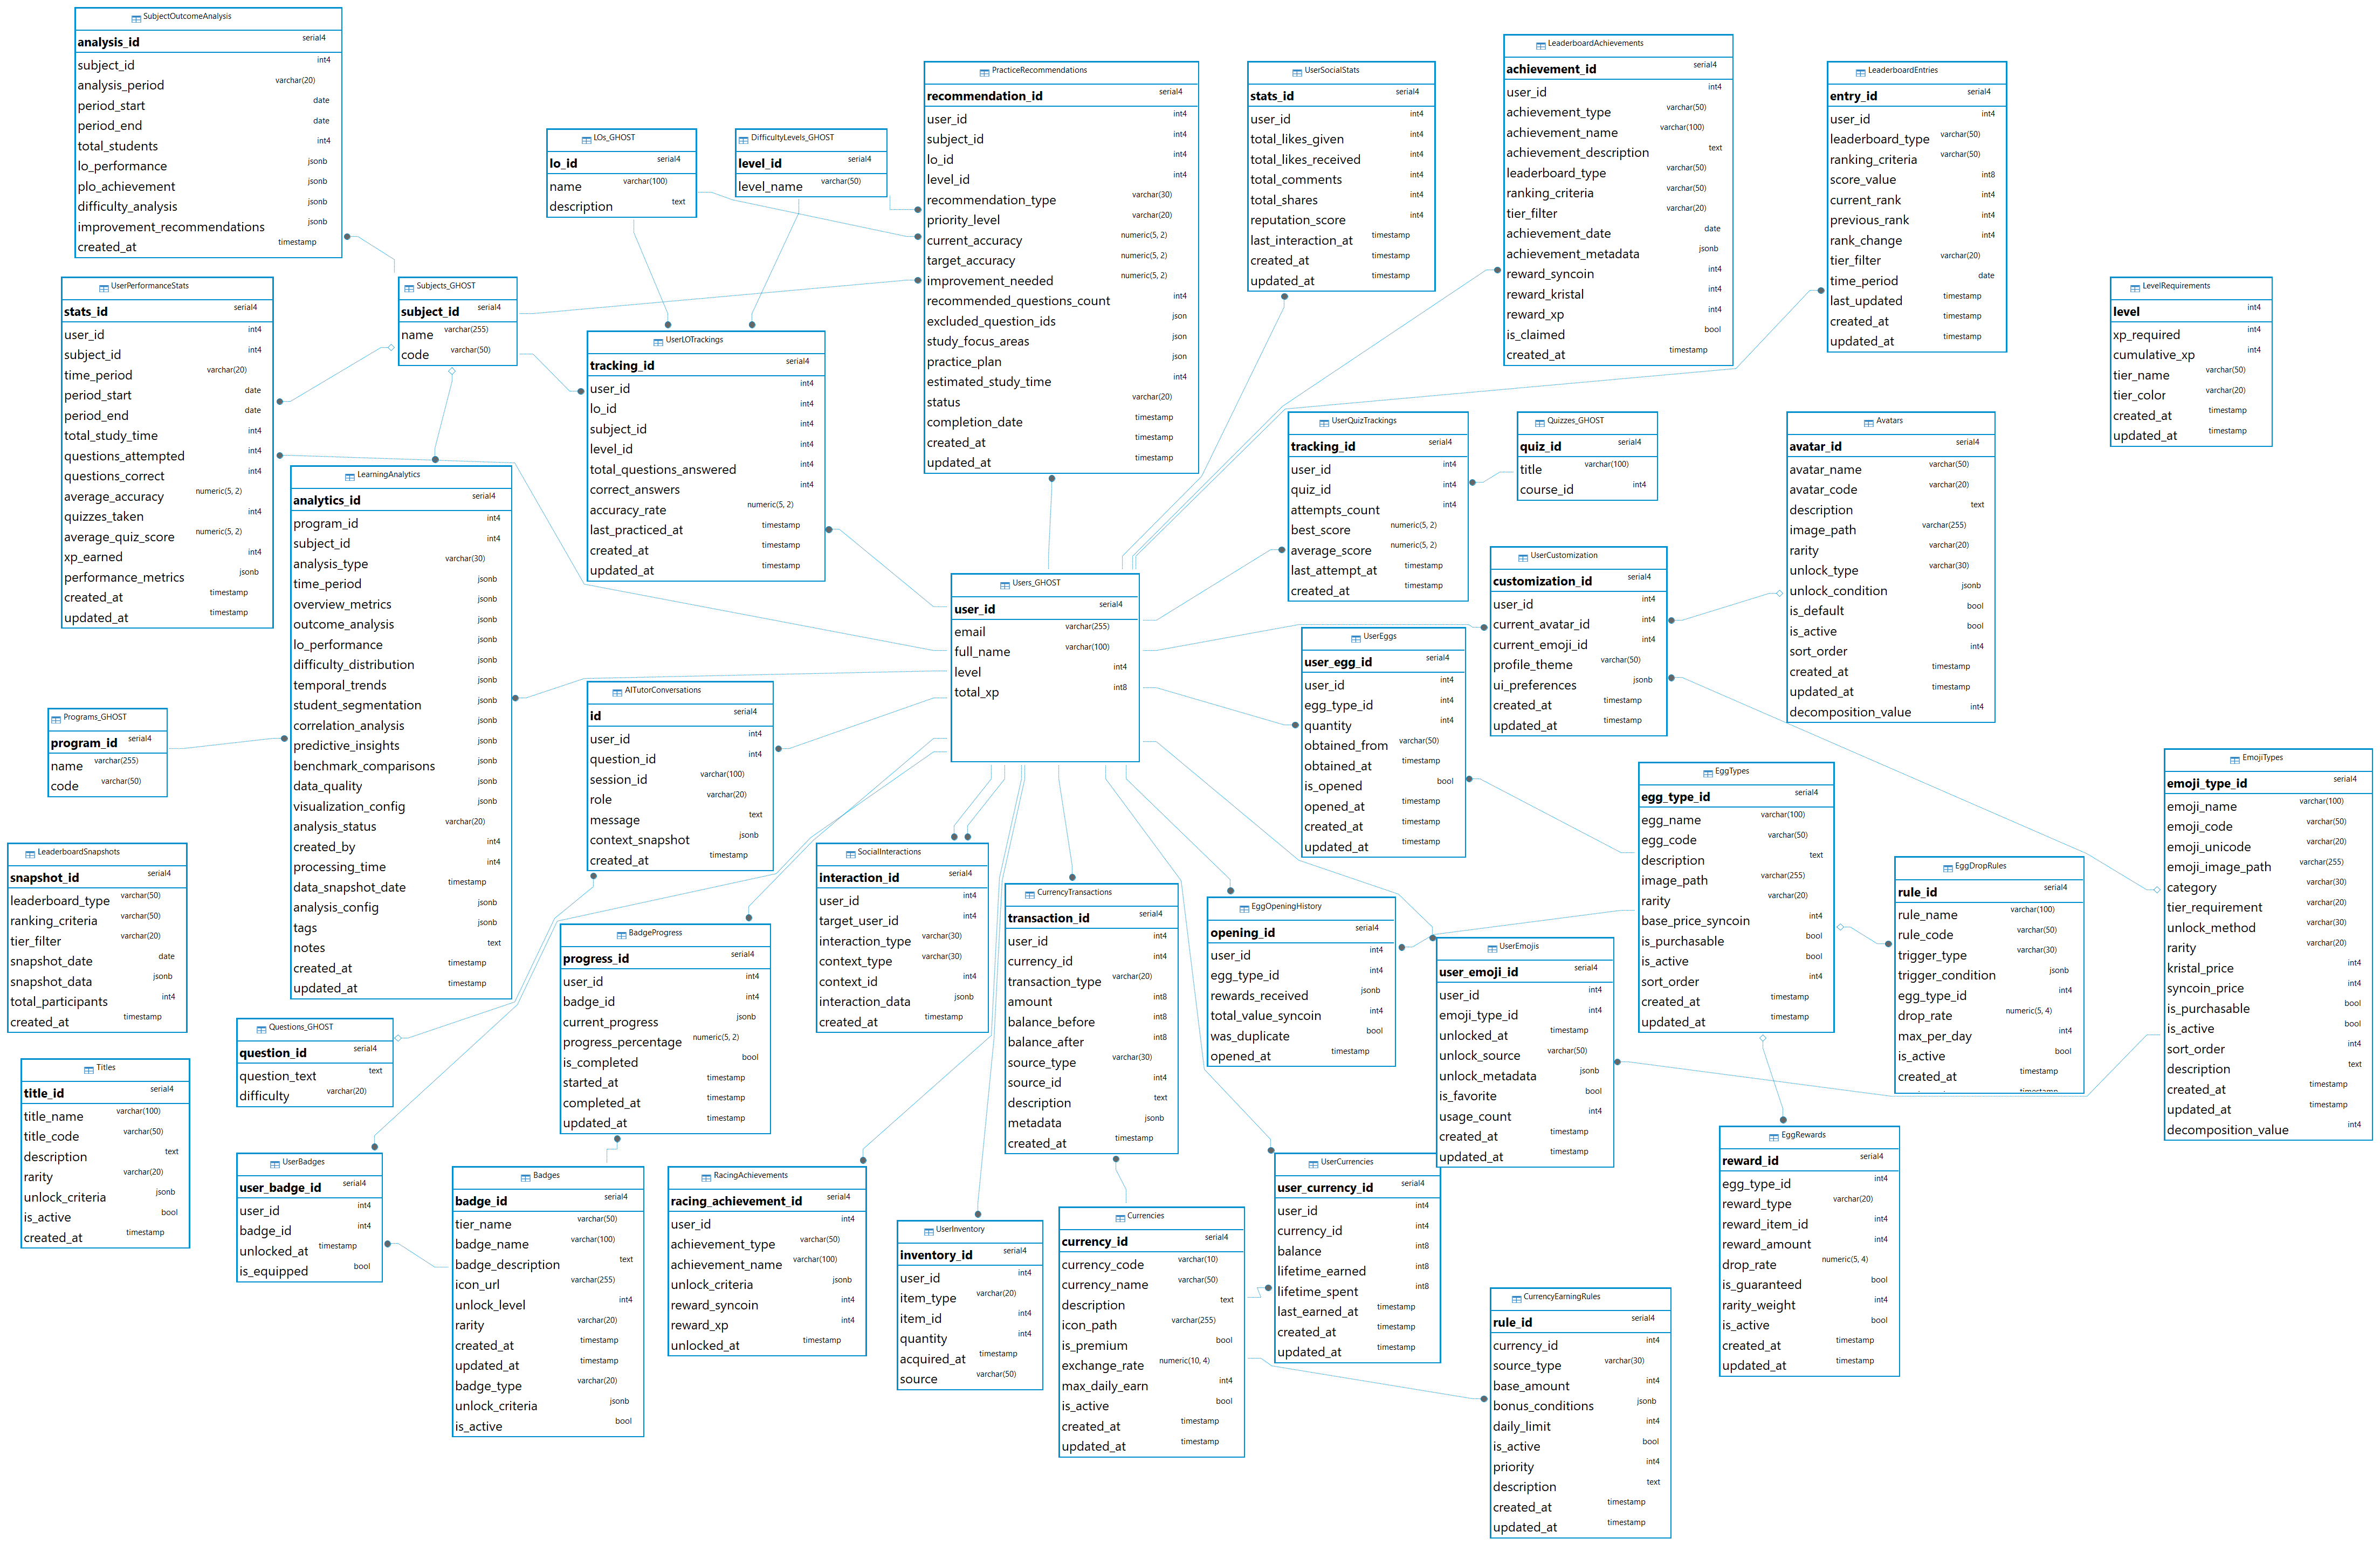 SubjectOutcomeAnalysis
analysis_id serial4
subject_id int4
analysis_period varchar(20)
period_start date
period_end date
total_students int4
lo_performance jsonb
plo_achievement jsonb
difficulty_analysis jsonb
improvement_recommendations jsonb
created_at timestamp
LOs_GHOST
lo_id serial4
name varchar(100)
description text
DifficultyLevels_GHOST
level_id serial4
level_name varchar(50)
PracticeRecommendations
recommendation_id serial4
user_id int4
subject_id int4
lo_id int4
level_id int4
recommendation_type varchar(30)
priority_level varchar(20)
current_accuracy numeric(5, 2)
target_accuracy numeric(5, 2)
improvement_needed numeric(5, 2)
recommended_questions_count int4
excluded_question_ids json
study_focus_areas json
practice_plan json
estimated_study_time int4
status varchar(20)
completion_date timestamp
created_at timestamp
updated_at timestamp
UserSocialStats
stats_id serial4
user_id int4
total_likes_given int4
total_likes_received int4
total_comments int4
total_shares int4
reputation_score int4
last_interaction_at timestamp
created_at timestamp
updated_at timestamp
LeaderboardAchievements
achievement_id serial4
user_id int4
achievement_type varchar(50)
achievement_name varchar(100)
achievement_description text
leaderboard_type varchar(50)
ranking_criteria varchar(50)
tier_filter varchar(20)
achievement_date date
achievement_metadata jsonb
reward_syncoin int4
reward_kristal int4
reward_xp int4
is_claimed bool
created_at timestamp
LeaderboardEntries
entry_id serial4
user_id int4
leaderboard_type varchar(50)
ranking_criteria varchar(50)
score_value int8
current_rank int4
previous_rank int4
rank_change int4
tier_filter varchar(20)
time_period date
last_updated timestamp
created_at timestamp
updated_at timestamp
LevelRequirements
level int4
xp_required int4
cumulative_xp int4
tier_name varchar(50)
tier_color varchar(20)
created_at timestamp
updated_at timestamp
UserPerformanceStats
stats_id serial4
user_id int4
subject_id int4
time_period varchar(20)
period_start date
period_end date
total_study_time int4
questions_attempted int4
questions_correct int4
average_accuracy numeric(5, 2)
quizzes_taken int4
average_quiz_score numeric(5, 2)
xp_earned int4
performance_metrics jsonb
created_at timestamp
updated_at timestamp
Subjects_GHOST
subject_id serial4
name varchar(255)
code varchar(50)
UserLOTrackings
tracking_id serial4
user_id int4
lo_id int4
subject_id int4
level_id int4
total_questions_answered int4
correct_answers int4
accuracy_rate numeric(5, 2)
last_practiced_at timestamp
created_at timestamp
updated_at timestamp
LearningAnalytics
analytics_id serial4
program_id int4
subject_id int4
analysis_type varchar(30)
time_period jsonb
overview_metrics jsonb
outcome_analysis jsonb
lo_performance jsonb
difficulty_distribution jsonb
temporal_trends jsonb
student_segmentation jsonb
correlation_analysis jsonb
predictive_insights jsonb
benchmark_comparisons jsonb
data_quality jsonb
visualization_config jsonb
analysis_status varchar(20)
created_by int4
processing_time int4
data_snapshot_date timestamp
analysis_config jsonb
tags jsonb
notes text
created_at timestamp
updated_at timestamp
UserQuizTrackings
tracking_id serial4
user_id int4
quiz_id int4
attempts_count int4
best_score numeric(5, 2)
average_score numeric(5, 2)
last_attempt_at timestamp
created_at timestamp
Quizzes_GHOST
quiz_id serial4
title varchar(100)
course_id int4
Avatars
avatar_id serial4
avatar_name varchar(50)
avatar_code varchar(20)
description text
image_path varchar(255)
rarity varchar(20)
unlock_type varchar(30)
unlock_condition jsonb
is_default bool
is_active bool
sort_order int4
created_at timestamp
updated_at timestamp
decomposition_value int4
UserCustomization
customization_id serial4
user_id int4
current_avatar_id int4
current_emoji_id int4
profile_theme varchar(50)
ui_preferences jsonb
created_at timestamp
updated_at timestamp
Users_GHOST
user_id serial4
email varchar(255)
full_name varchar(100)
level int4
total_xp int8
UserEggs
user_egg_id serial4
user_id int4
egg_type_id int4
quantity int4
obtained_from varchar(50)
obtained_at timestamp
is_opened bool
opened_at timestamp
created_at timestamp
updated_at timestamp
AITutorConversations
id serial4
user_id int4
question_id int4
session_id varchar(100)
role varchar(20)
message text
context_snapshot jsonb
created_at timestamp
Programs_GHOST
program_id serial4
name varchar(255)
code varchar(50)
EggTypes
egg_type_id serial4
egg_name varchar(100)
egg_code varchar(50)
description text
image_path varchar(255)
rarity varchar(20)
base_price_syncoin int4
is_purchasable bool
is_active bool
sort_order int4
created_at timestamp
updated_at timestamp
EmojiTypes
emoji_type_id serial4
emoji_name varchar(100)
emoji_code varchar(50)
emoji_unicode varchar(20)
emoji_image_path varchar(255)
category varchar(30)
tier_requirement varchar(20)
unlock_method varchar(30)
rarity varchar(20)
kristal_price int4
syncoin_price int4
is_purchasable bool
is_active bool
sort_order int4
description text
created_at timestamp
updated_at timestamp
decomposition_value int4
LeaderboardSnapshots
snapshot_id serial4
leaderboard_type varchar(50)
ranking_criteria varchar(50)
tier_filter varchar(20)
snapshot_date date
snapshot_data jsonb
total_participants int4
created_at timestamp
SocialInteractions
interaction_id serial4
user_id int4
target_user_id int4
interaction_type varchar(30)
context_type varchar(30)
context_id int4
interaction_data jsonb
created_at timestamp
EggDropRules
rule_id serial4
rule_name varchar(100)
rule_code varchar(50)
trigger_type varchar(30)
trigger_condition jsonb
egg_type_id int4
drop_rate numeric(5, 4)
max_per_day int4
is_active bool
created_at timestamp
CurrencyTransactions
transaction_id serial4
user_id int4
currency_id int4
transaction_type varchar(20)
amount int8
balance_before int8
balance_after int8
source_type varchar(30)
source_id int4
description text
metadata jsonb
created_at timestamp
EggOpeningHistory
opening_id serial4
user_id int4
egg_type_id int4
rewards_received jsonb
total_value_syncoin int4
was_duplicate bool
opened_at timestamp
BadgeProgress
progress_id serial4
user_id int4
badge_id int4
current_progress jsonb
progress_percentage numeric(5, 2)
is_completed bool
started_at timestamp
completed_at timestamp
updated_at timestamp
UserEmojis
user_emoji_id serial4
user_id int4
emoji_type_id int4
unlocked_at timestamp
unlock_source varchar(50)
unlock_metadata jsonb
is_favorite bool
usage_count int4
created_at timestamp
updated_at timestamp
Questions_GHOST
question_id serial4
question_text text
difficulty varchar(20)
Titles
title_id serial4
title_name varchar(100)
title_code varchar(50)
description text
rarity varchar(20)
unlock_criteria jsonb
is_active bool
created_at timestamp
EggRewards
reward_id serial4
egg_type_id int4
reward_type varchar(20)
reward_item_id int4
reward_amount int4
drop_rate numeric(5, 4)
is_guaranteed bool
rarity_weight int4
is_active bool
created_at timestamp
updated_at timestamp
UserBadges
user_badge_id serial4
user_id int4
badge_id int4
unlocked_at timestamp
is_equipped bool
Badges
badge_id serial4
tier_name varchar(50)
badge_name varchar(100)
badge_description text
icon_url varchar(255)
unlock_level int4
rarity varchar(20)
created_at timestamp
updated_at timestamp
badge_type varchar(20)
unlock_criteria jsonb
is_active bool
RacingAchievements
racing_achievement_id serial4
user_id int4
achievement_type varchar(50)
achievement_name varchar(100)
unlock_criteria jsonb
reward_syncoin int4
reward_xp int4
unlocked_at timestamp
UserInventory
inventory_id serial4
user_id int4
item_type varchar(20)
item_id int4
quantity int4
acquired_at timestamp
source varchar(50)
Currencies
currency_id serial4
currency_code varchar(10)
currency_name varchar(50)
description text
icon_path varchar(255)
is_premium bool
exchange_rate numeric(10, 4)
max_daily_earn int4
is_active bool
created_at timestamp
updated_at timestamp
UserCurrencies
user_currency_id serial4
user_id int4
currency_id int4
balance int8
lifetime_earned int8
lifetime_spent int8
last_earned_at timestamp
created_at timestamp
updated_at timestamp
CurrencyEarningRules
rule_id serial4
currency_id int4
source_type varchar(30)
base_amount int4
bonus_conditions jsonb
daily_limit int4
is_active bool
priority int4
description text
created_at timestamp
updated_at timestamp